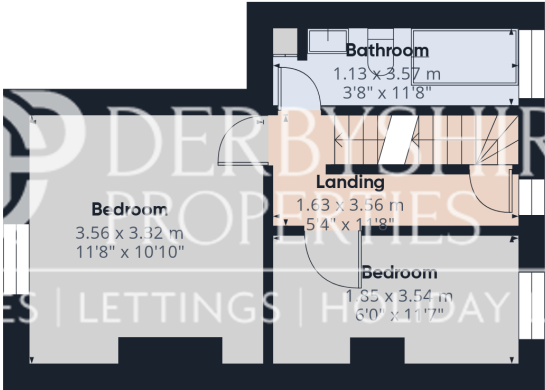 Bathroom
1.13 x 3.57 m
3'8" x 11'8"
DERBYSHIRE
PROPERTIES
Landing
1.63 x 3.56 m
5'4" x 11'8"
Bedroom
3.56 x 3.32 m
11'8" x 10'10"
Bedroom
1.85 x 3.54 m
6'0" x 11'7"
ES | LETTINGS | HOLIDAY L